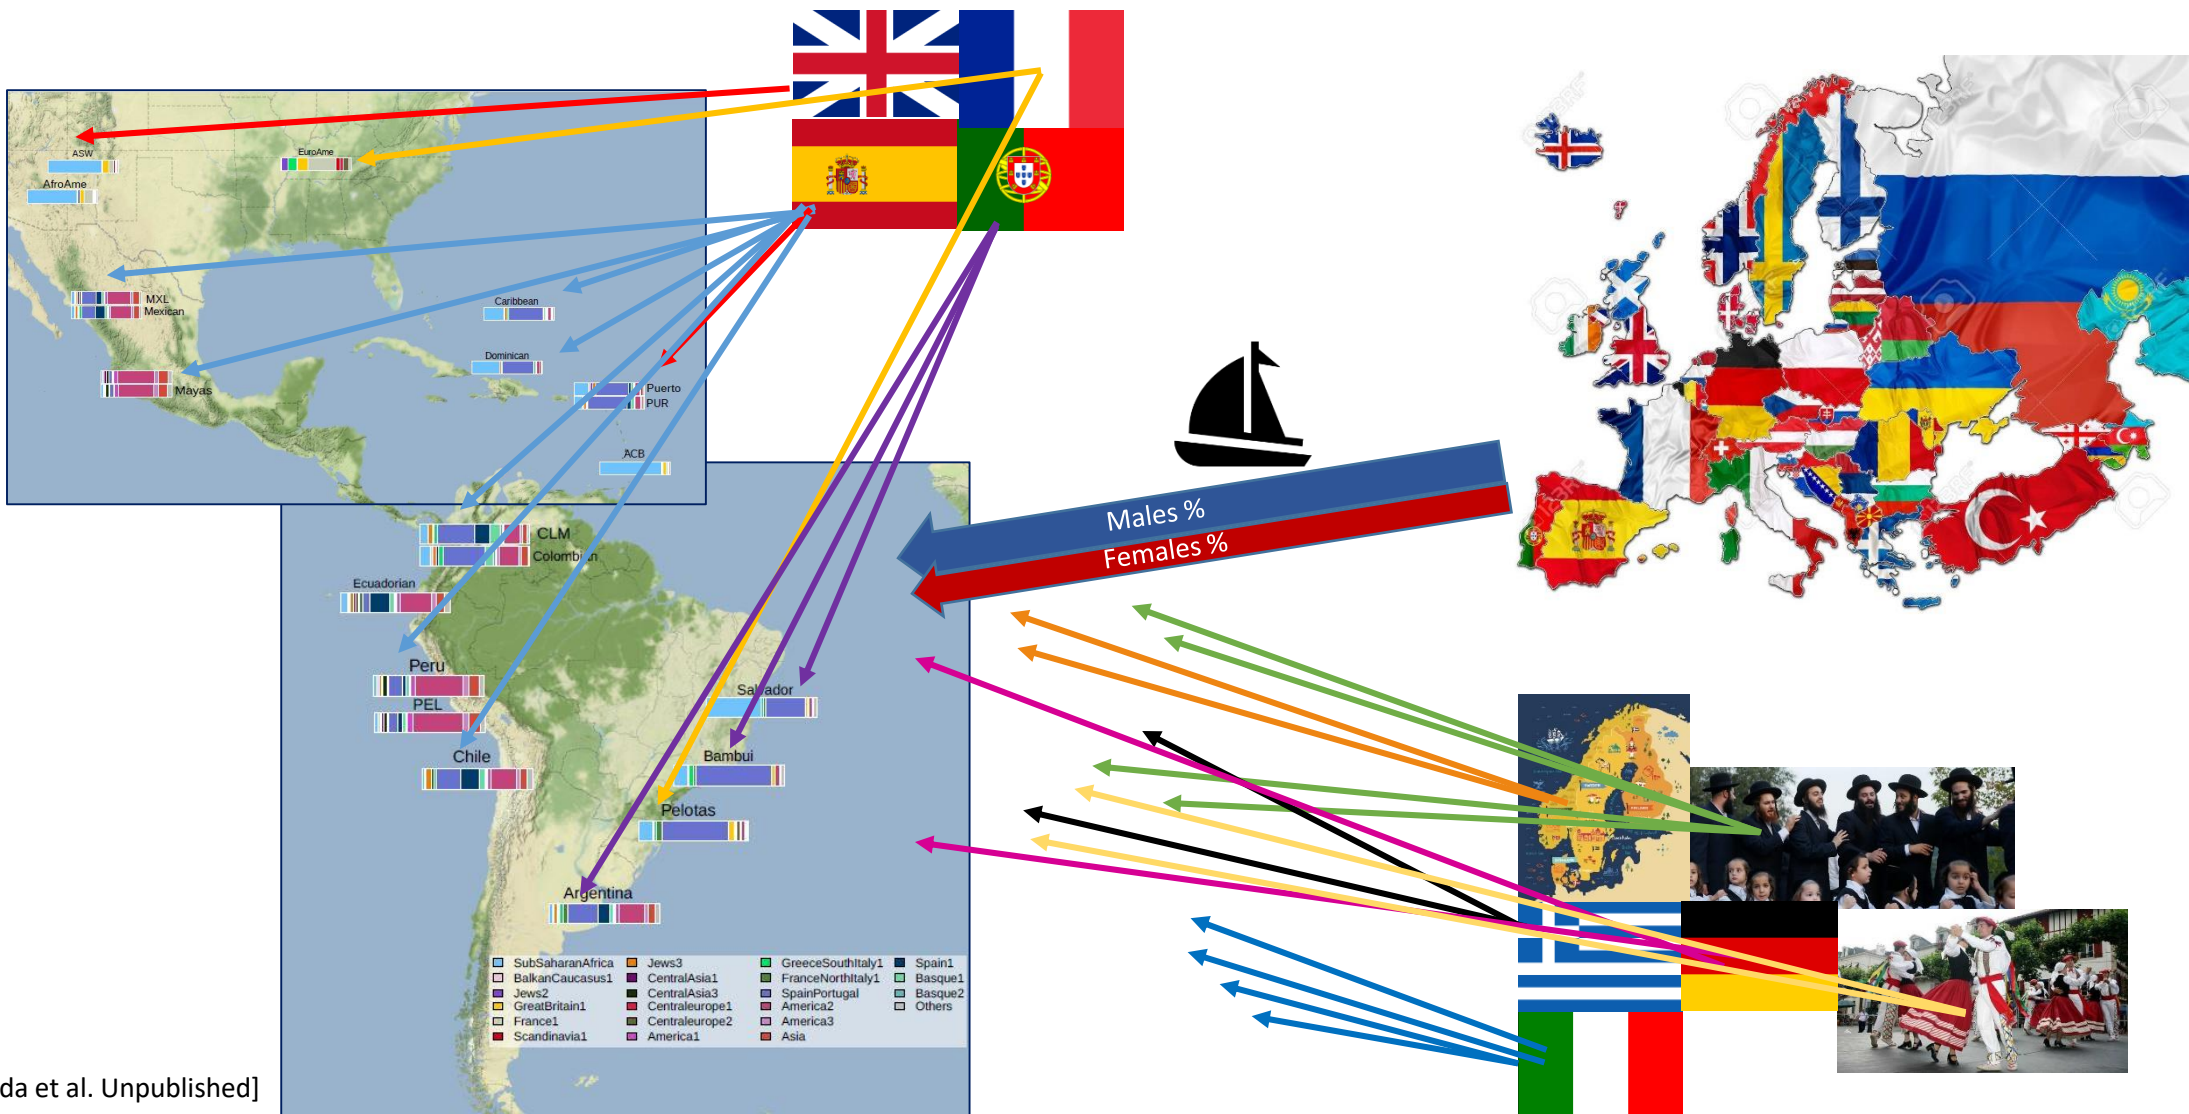 ASW
AfroAme
EuroAme
MXL
Mexican
Mayas
Caribbean
Dominican
Puerto
PUR
ACB
CLM
Colombian
Ecuadorian
Peru
PEL
Chile
Salvador
Bambui
Pelotas
Argentina
Males %
Females %
SubSaharanAfrica
BalkanCaucasus1
Jews2
GreatBritain1
France1
Scandinavia1
Jews3
CentralAsia1
CentralAsia3
Centraleurope1
Centraleurope2
America1
GreeceSouthItaly1
FranceNorthItaly1
SpainPortugal
America2
America3
Asia
Spain1
Basque1
Basque2
Others
da et al. Unpublished]